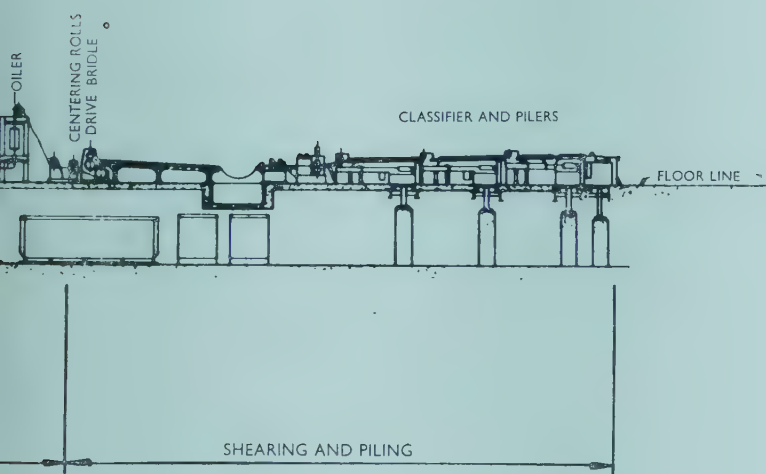 OILER
CENTERING ROLLS
DRIVE BRIDLE
CLASSIFIER AND PILERS
FLOOR LINE
SHEARING AND PILING